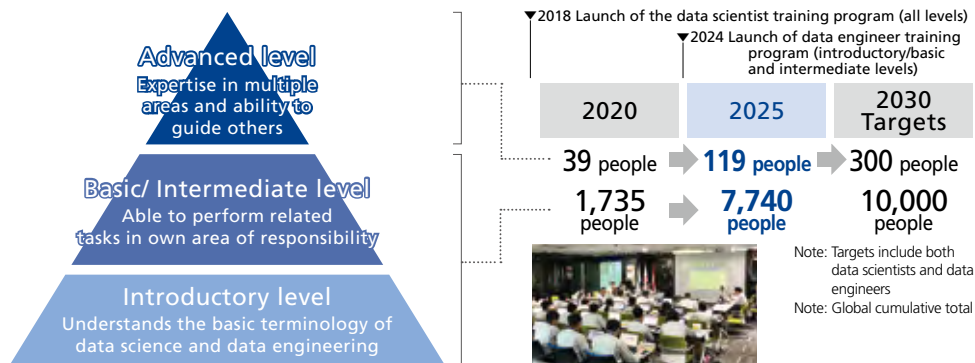 Advanced level
Expertise in multiple
areas and ability to
guide others
Basic/ Intermediate level
Able to perform related
tasks in own area of responsibility
Introductory level
Understands the basic terminology of
data science and data engineering
▼2018 Launch of the data scientist training program (all levels)
▼2024 Launch of data engineer training
program (introductory/basic
and intermediate levels)
2020
2025
2030
Targets
39 people
119 people
300 people
1,735
people
7,740
people
10,000
people
Note: Targets include both
data scientists and data
engineers
Note: Global cumulative total